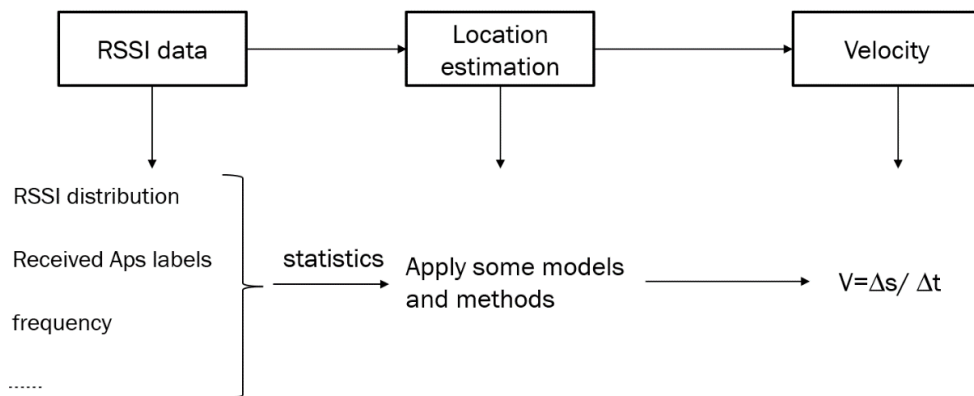 RSSI data
Location
estimation
Velocity
RSSI distribution
Received Aps labels
frequency
......
statistics
Apply some models
and methods
V=Δs/ Δt